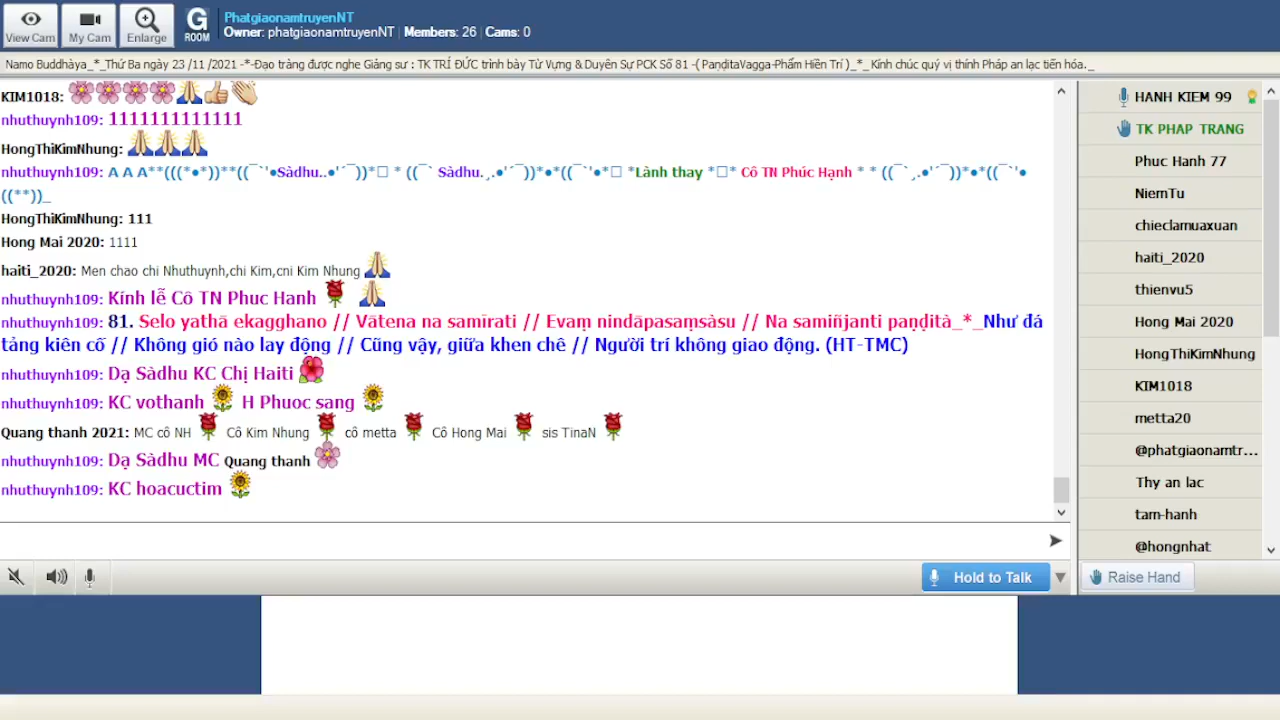 View Cam
My Cam
Enlarge
G
ROOM
PhatgiaonamtruyenNT
Owner: phatgiaonamtruyenNT | Members: 26 | Cams: 0
Namo Buddhàya_*_Thứ Ba ngày 23 /11 /2021 -*-Đạo tràng được nghe Giảng sư : TK TRÍ ĐỨC trình bày Từ Vựng & Duyên Sự PCK Số 81 -( PaṇḍitaVagga-Phẩm Hiền Trí )_*_ Kính chúc quý vị thính Pháp an lạc tiến hóa._
KIM1018:
nhuthuynh109: 1111111111111
HongThiKimNhung:
nhuthuynh109: A A A**(((*•*))**((¯`'•Sàdhu..•'´¯))*□ * ((¯` Sàdhu.¸.•'´¯))*•*((¯`'•*□ *Lành thay *□* Cô TN Phúc Hạnh * * ((¯`¸.•'´¯))*•*((¯`'•
((**))_
HongThiKimNhung: 111
Hong Mai 2020: 1111
haiti_2020: Men chao chi Nhuthuynh,chi Kim,cni Kim Nhung
nhuthuynh109: Kính lễ Cô TN Phuc Hanh
nhuthuynh109: 81. Selo yathā ekagghano // Vātena na samīrati // Evaṃ nindāpasaṃsàsu // Na samiñjanti paṇḍità_*_Như đá
tảng kiên cố // Không gió nào lay động // Cũng vậy, giữa khen chê // Người trí không giao động. (HT-TMC)
nhuthuynh109: Dạ Sàdhu KC Chị Haiti
nhuthuynh109: KC vothanh H Phuoc sang
Quang thanh 2021: MC cô NH Cô Kim Nhung cô metta Cô Hong Mai sis TinaN
nhuthuynh109: Dạ Sàdhu MC Quang thanh
nhuthuynh109: KC hoacuctim
Hold to Talk
HANH KIEM 99
TK PHAP TRANG
Phuc Hanh 77
NiemTu
chieclamuaxuan
haiti_2020
thienvu5
Hong Mai 2020
HongThiKimNhung
KIM1018
metta20
@phatgiaonamtr...
Thy an lac
tam-hanh
@hongnhat
Raise Hand